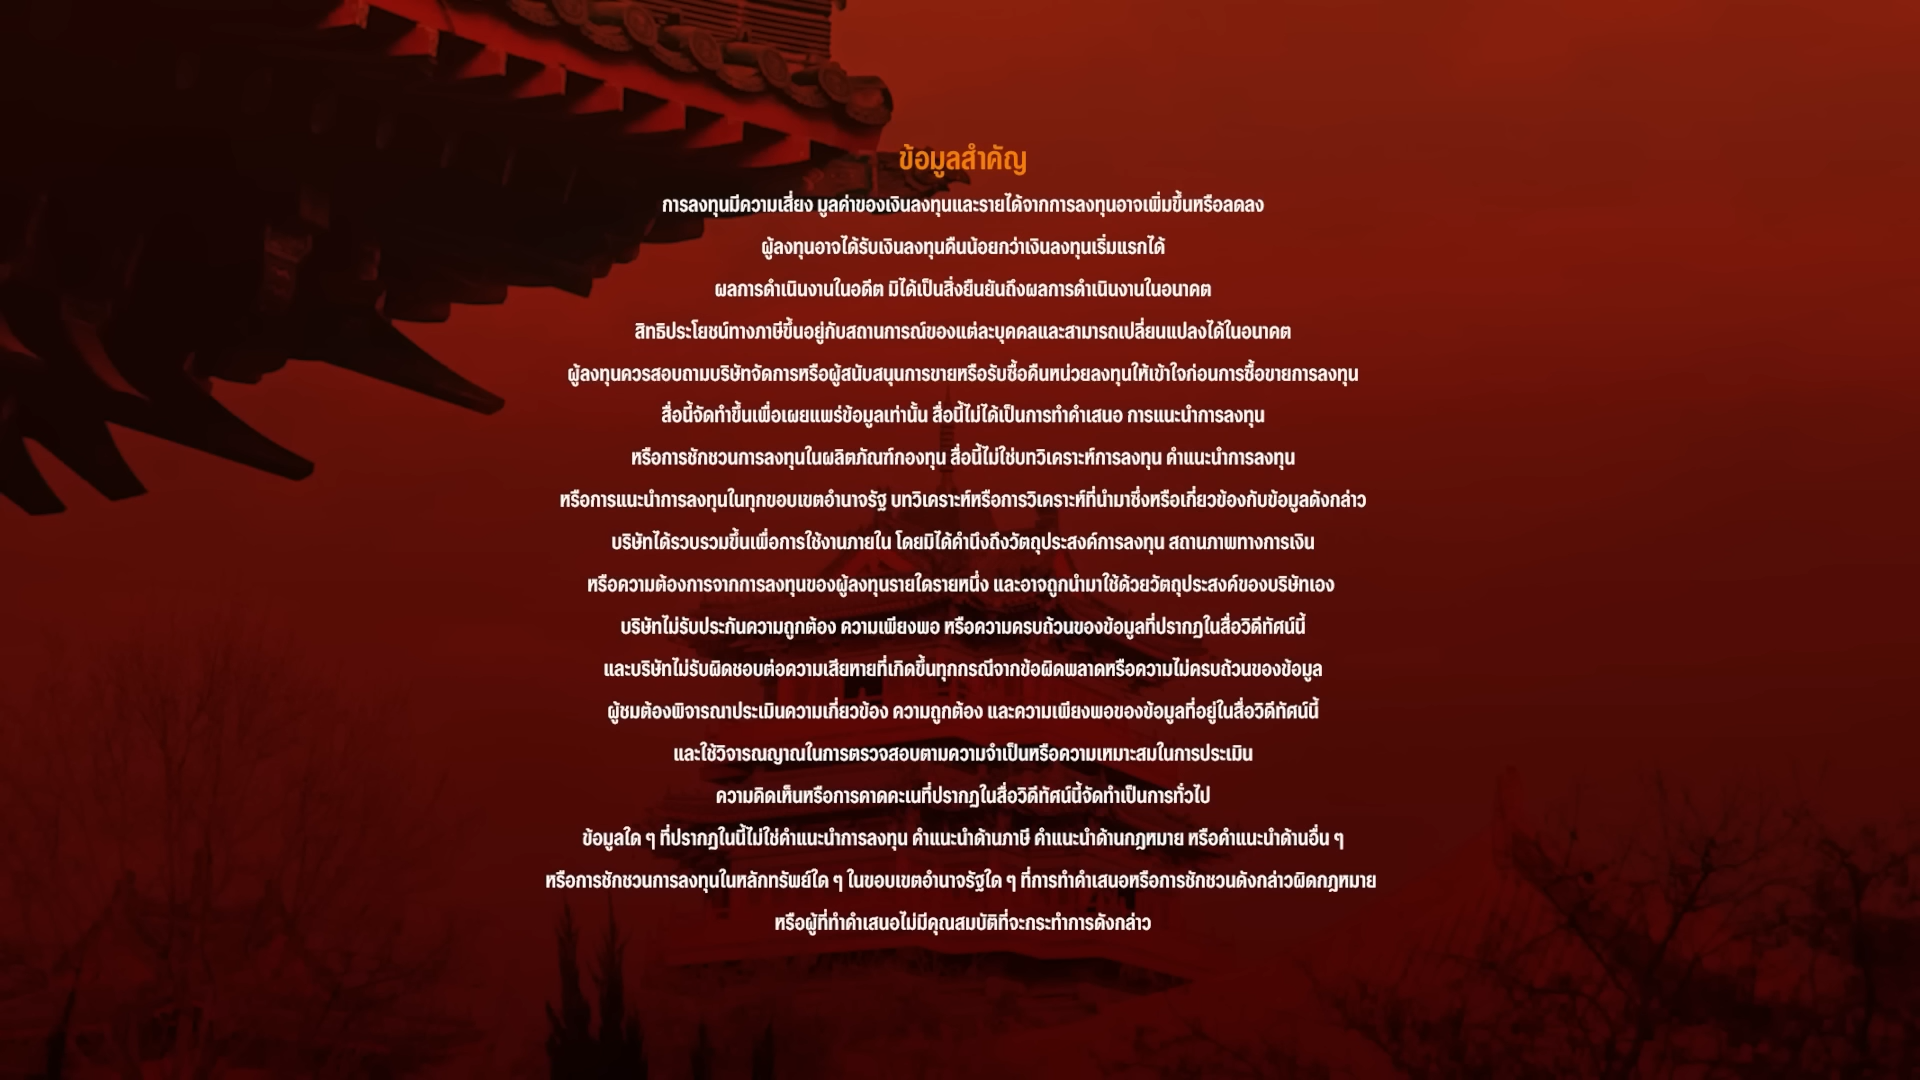 ข้อมูลสำคัญ
การลงทุนมีความเสี่ยง มูลค่าของเงินลงทุนและรายได้จากการลงทุนอาจเพิ่มขึ้นหรือลดลง
ผู้ลงทุนอาจได้รับเงินลงทุนคืนน้อยกว่าเงินลงทุนเริ่มแรกได้
ผลการดำเนินงานในอดีต มิได้เป็นสิ่งยืนยันถึงผลการดำเนินงานในอนาคต
สิทธิประโยชน์ทางภาษีขึ้นอยู่กับสถานการณ์ของแต่ละบุคคลและสามารถเปลี่ยนแปลงได้ในอนาคต
ผู้ลงทุนควรสอบถามบริษัทจัดการหรือผู้สนับสนุนการขายหรือรับซื้อคืนหน่วยลงทุนให้เข้าใจก่อนการซื้อขายการลงทุน
สื่อนี้จัดทำขึ้นเพื่อเผยแพร่ข้อมูลเท่านั้น สื่อนี้ไม่ได้เป็นการทำคำเสนอ การแนะนำการลงทุน
หรือการชักชวนการลงทุนในผลิตภัณฑ์กองทุน สื่อนี้ไม่ใช่บทวิเคราะห์การลงทุน คำแนะนำการลงทุน
หรือการแนะนำการลงทุนในทุกขอบเขตอำนาจรัฐ บทวิเคราะห์หรือการวิเคราะห์ที่นำมาซึ่งหรือเกี่ยวข้องกับข้อมูลดังกล่าว
บริษัทได้รวบรวมขึ้นเพื่อการใช้งานภายใน โดยมิได้คำนึงถึงวัตถุประสงค์การลงทุน สถานภาพทางการเงิน
หรือความต้องการจากการลงทุนของผู้ลงทุนรายใดรายหนึ่ง และอาจถูกนำมาใช้ด้วยวัตถุประสงค์ของบริษัทเอง
บริษัทไม่รับประกันความถูกต้อง ความเพียงพอ หรือความครบถ้วนของข้อมูลที่ปรากฏในสื่อวิดีทัศน์นี้
และบริษัทไม่รับผิดชอบต่อความเสียหายที่เกิดขึ้นทุกกรณีจากข้อผิดพลาดหรือความไม่ครบถ้วนของข้อมูล
ผู้ชมต้องพิจารณาประเมินความเกี่ยวข้อง ความถูกต้อง และความเพียงพอของข้อมูลที่อยู่ในสื่อวิดีทัศน์นี้
และใช้วิจารณญาณในการตรวจสอบตามความจำเป็นหรือความเหมาะสมในการประเมิน
ความคิดเห็นหรือการคาดคะเนที่ปรากฏในสื่อวิดีทัศน์นี้จัดทำเป็นการทั่วไป
ข้อมูลใด ๆ ที่ปรากฏในนี้ไม่ใช่คำแนะนำการลงทุน คำแนะนำด้านภาษี คำแนะนำด้านกฎหมาย หรือคำแนะนำด้านอื่น ๆ
หรือการชักชวนการลงทุนในหลักทรัพย์ใด ๆ ในขอบเขตอำนาจรัฐใด ๆ ที่การทำคำเสนอหรือการชักชวนดังกล่าวผิดกฎหมาย
หรือผู้ที่ทำคำเสนอไม่มีคุณสมบัติที่จะกระทำการดังกล่าว